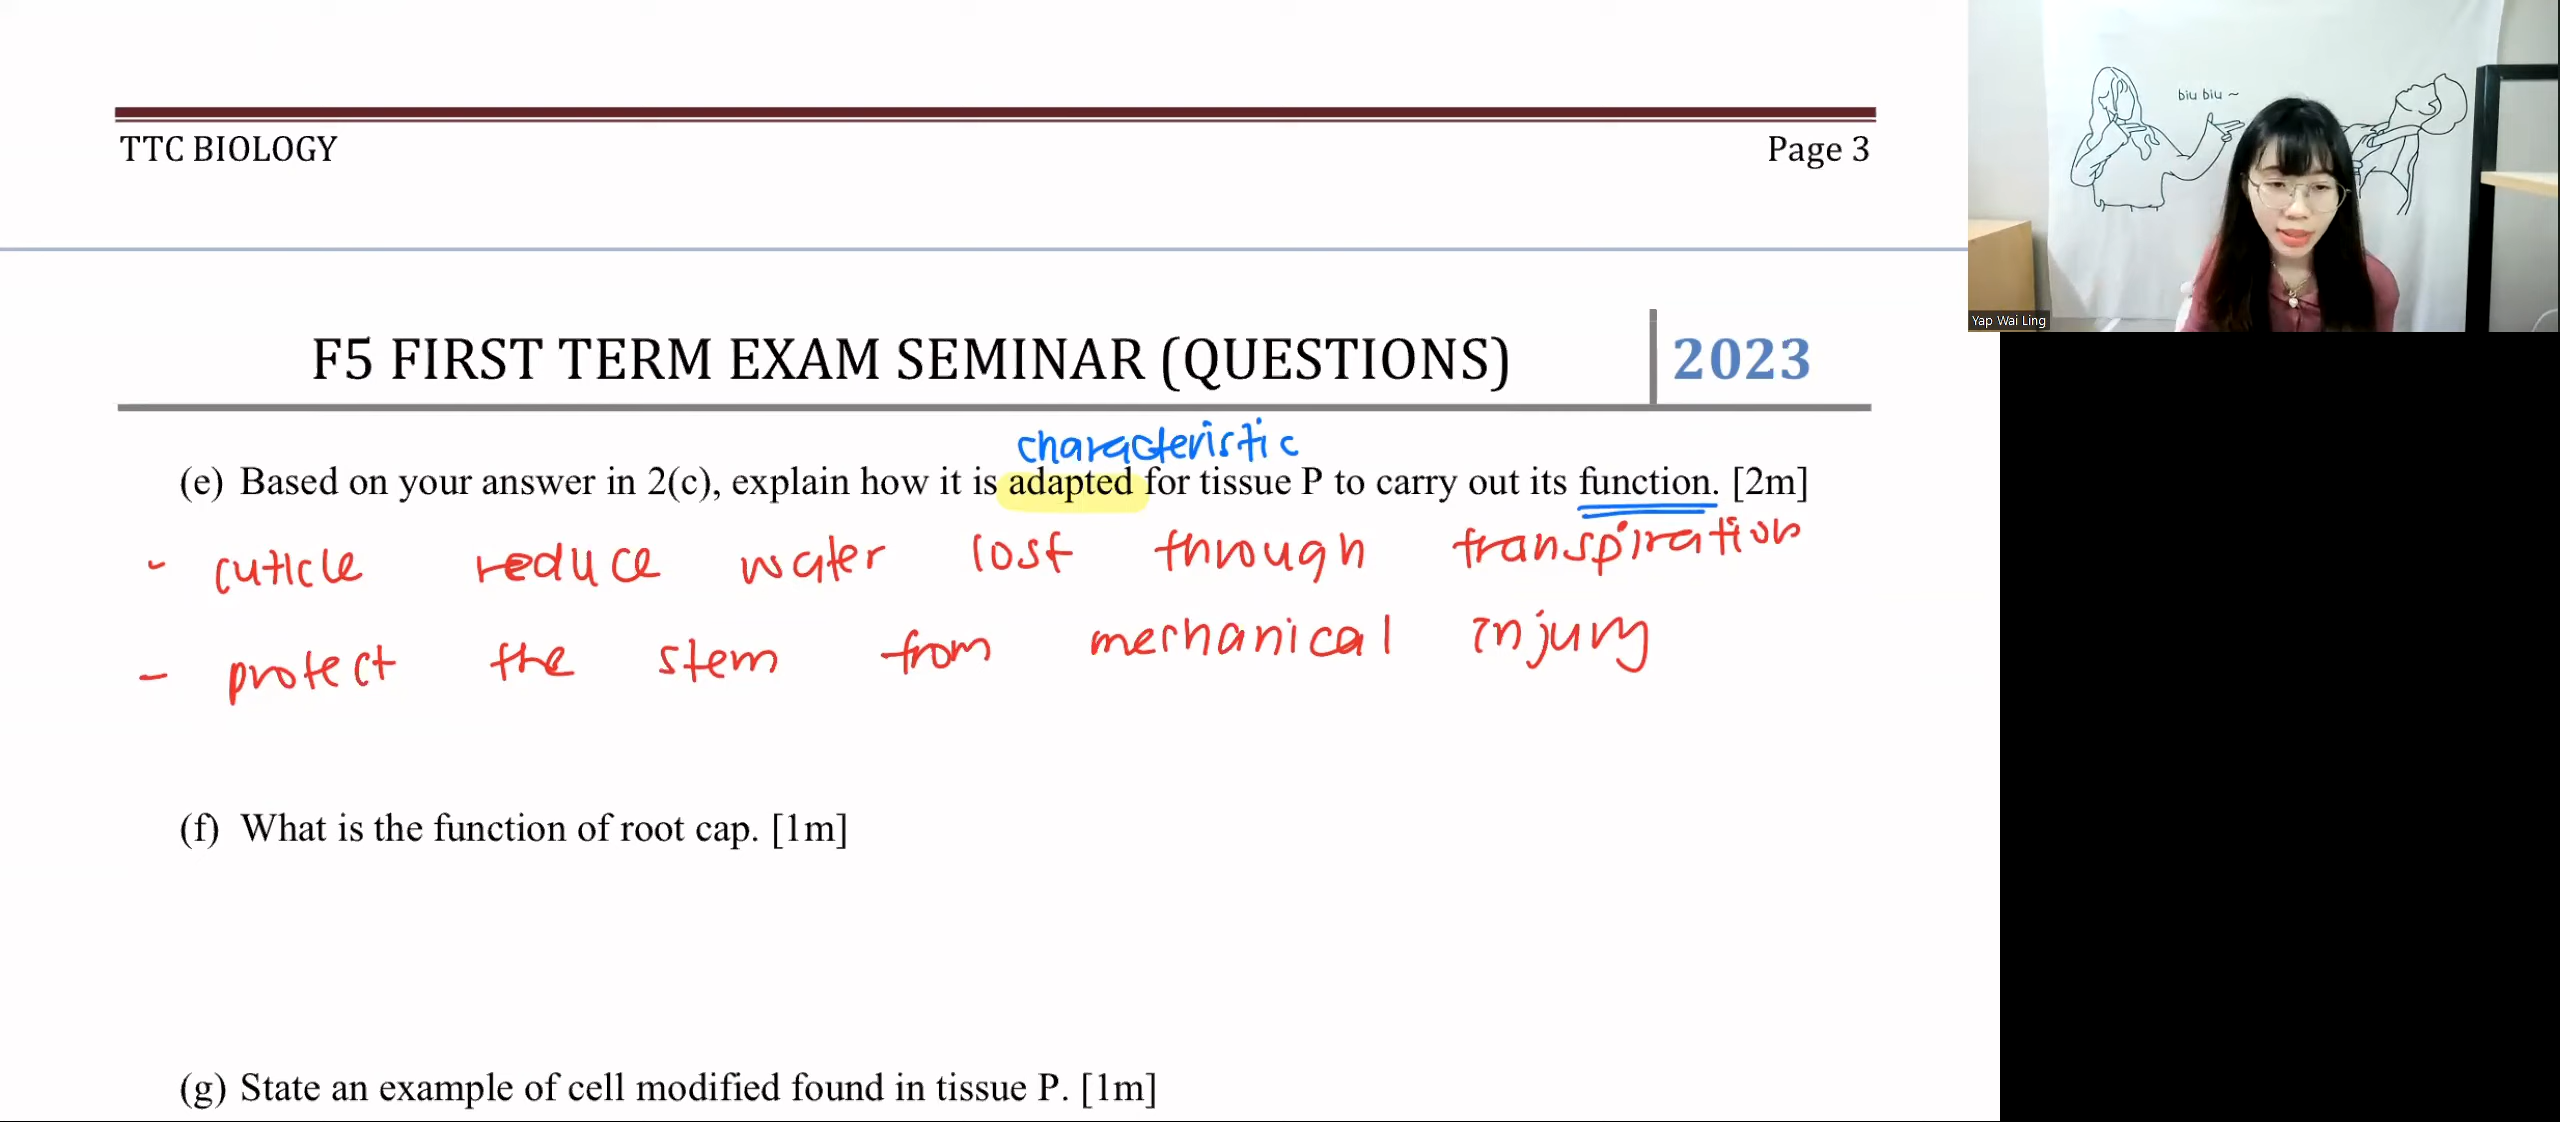 TTC BIOLOGY Page 3
biu biu ~
Yap Wai Ling
F5 FIRST TERM EXAM SEMINAR (QUESTIONS) 2023
characteristic
(e) Based on your answer in 2(c), explain how it is adapted for tissue P to carry out its function. [2m]
- cuticle reduce water lost through transpiration
- protect the stem from mechanical injury
(f) What is the function of root cap. [1m]
(g) State an example of cell modified found in tissue P. [1m]